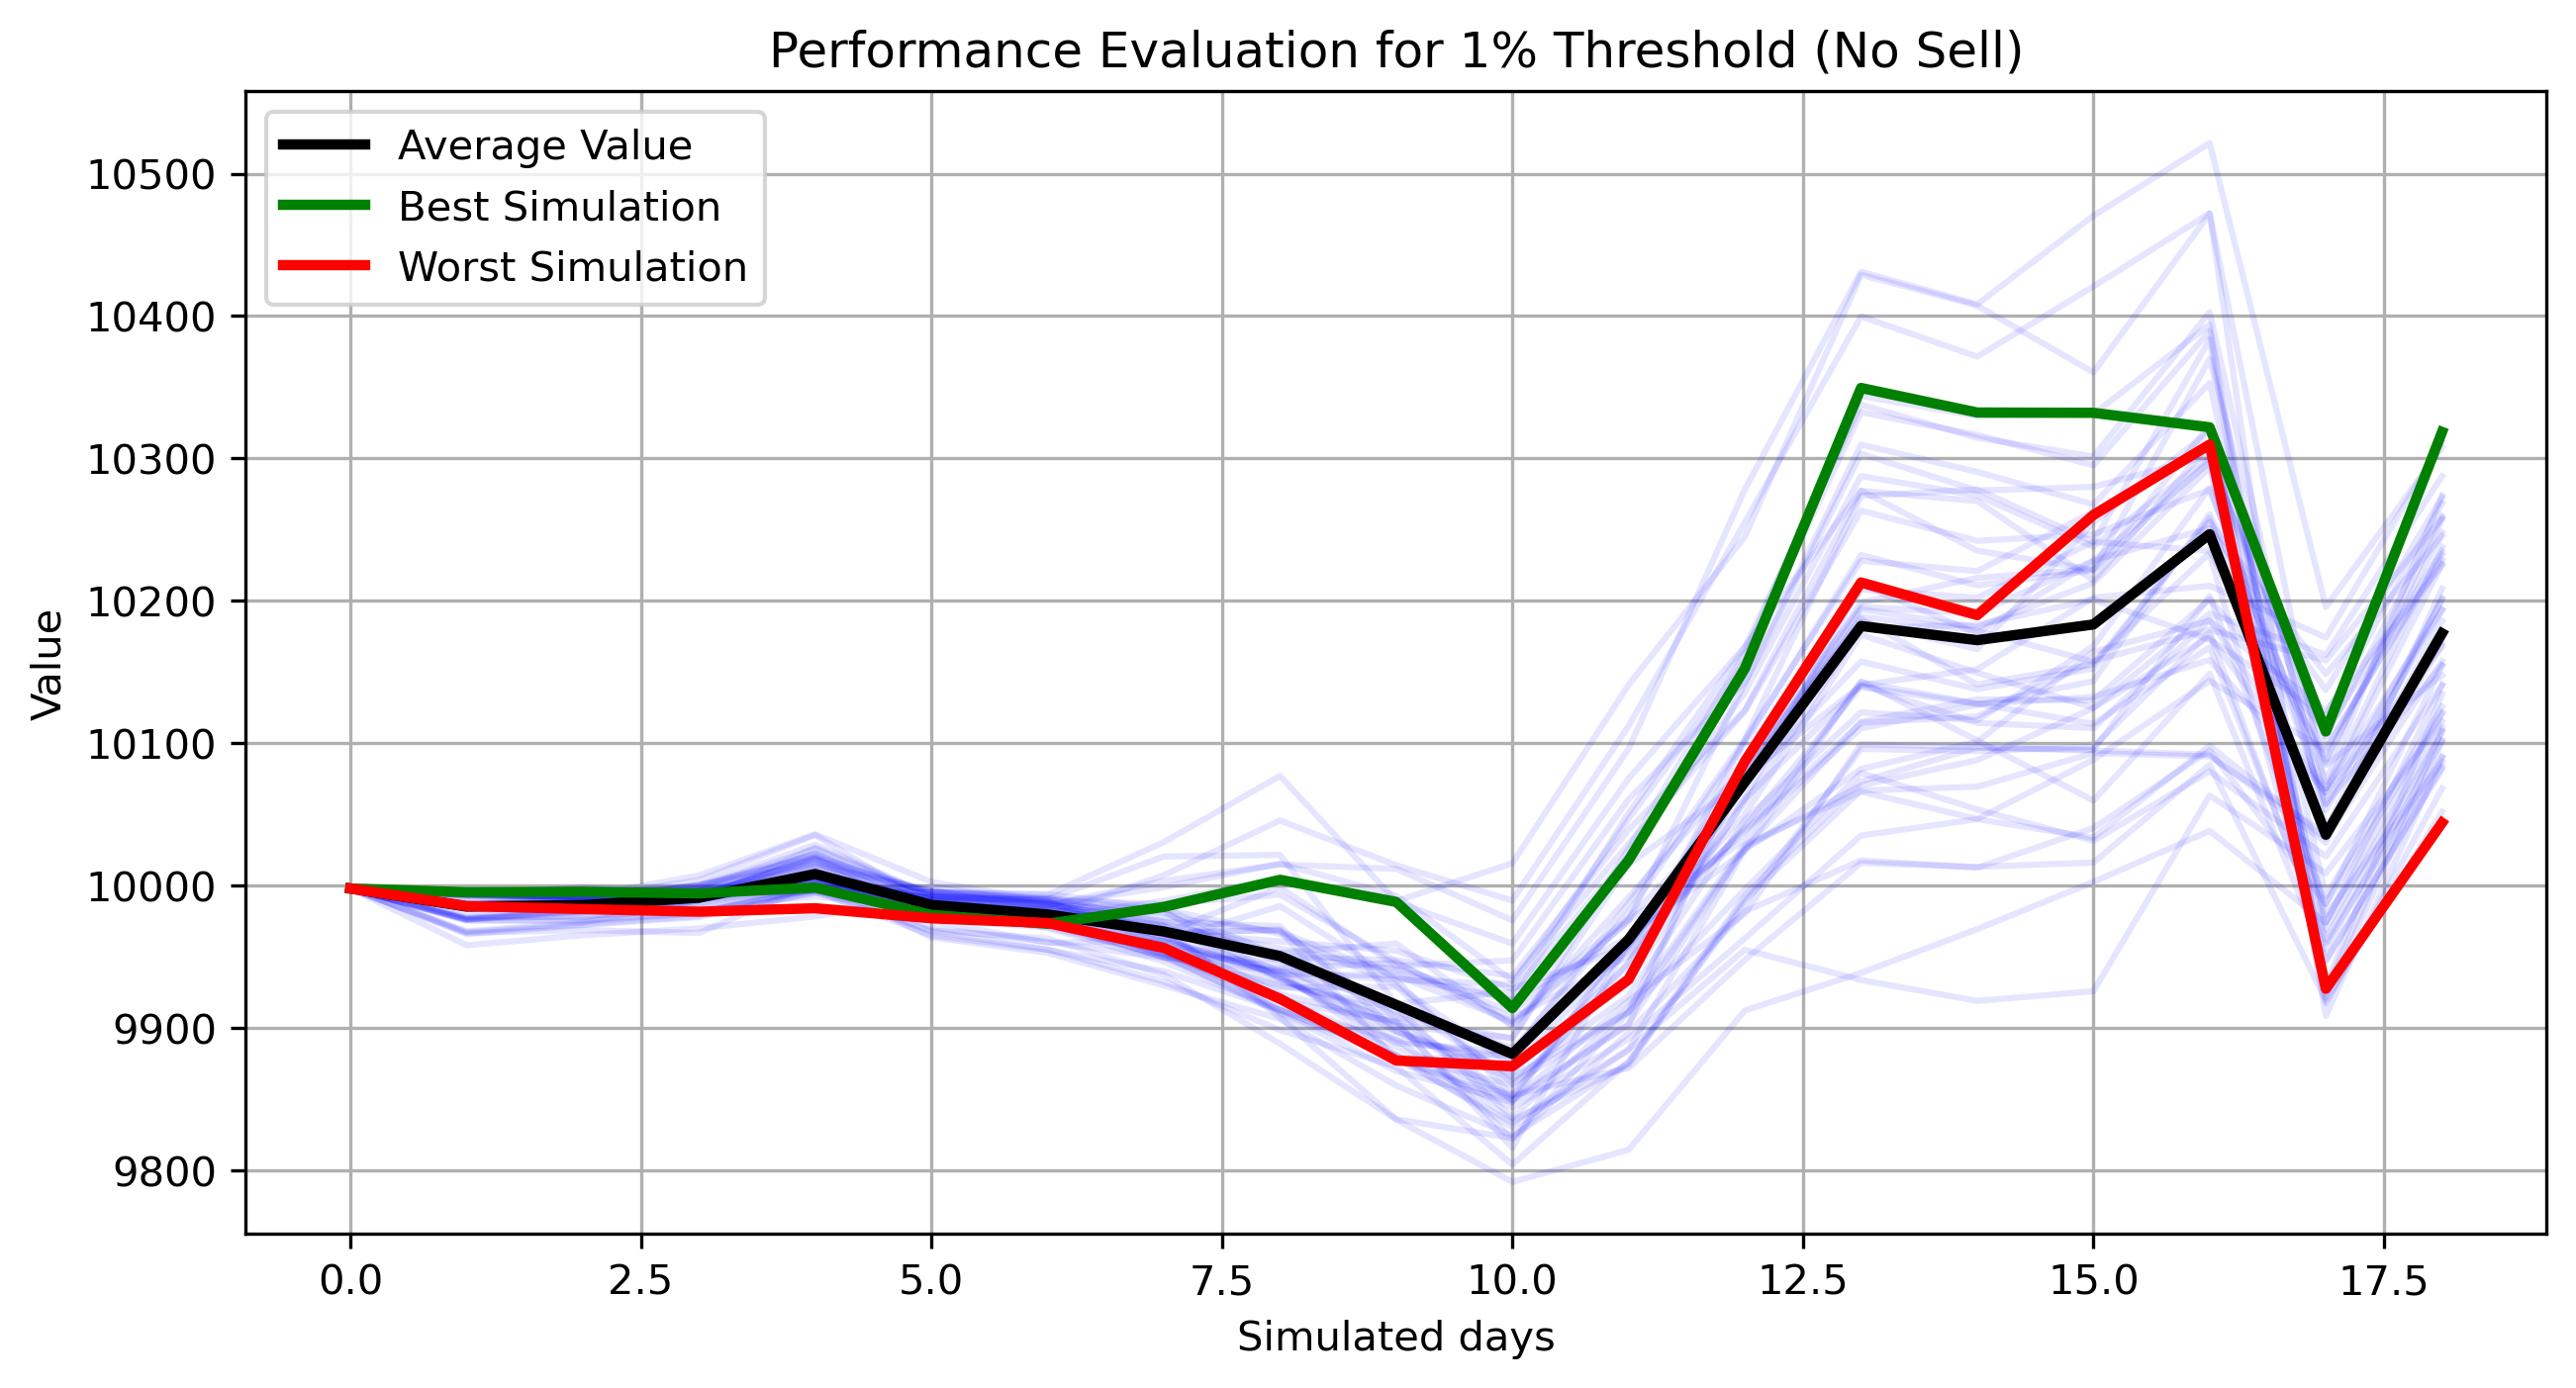 Performance Evaluation for 1% Threshold (No Sell)
Average Value
Best Simulation
Worst Simulation
Value
10500
10400
10300
10200
10100
10000
9900
9800
0.0 2.5 5.0 7.5 10.0 12.5 15.0 17.5
Simulated days